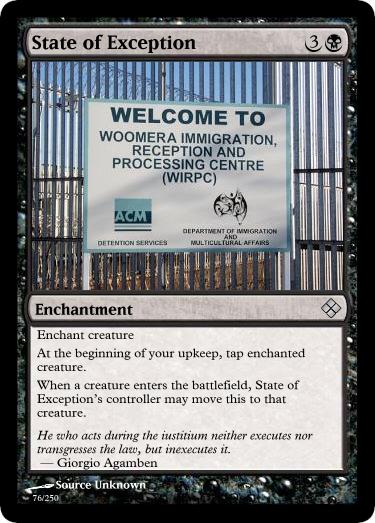 State of Exception 3
WELCOME TO
WOOMERA IMMIGRATION,
RECEPTION AND
PROCESSING CENTRE
(WIRPC)
ACM
DETENTION SERVICES
DEPARTMENT OF IMMIGRATION
AND
MULTICULTURAL AFFAIRS
Enchantment
Enchant creature
At the beginning of your upkeep, tap enchanted
creature.
When a creature enters the battlefield, State of
Exception's controller may move this to that
creature.
He who acts during the iustitium neither executes nor
transgresses the law, but inexecutes it.
— Giorgio Agamben
Source Unknown
76/250